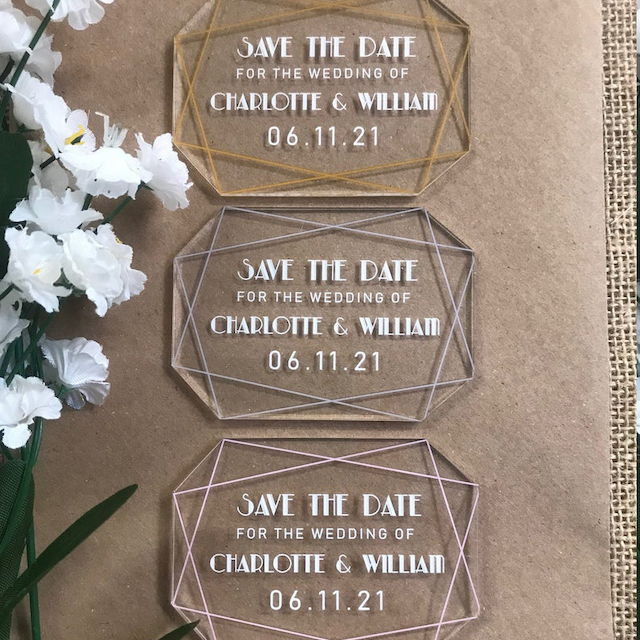 SAVE THE DATE
FOR THE WEDDING OF
CHARLOTTE & WILLIAM
06.11.21
SAVE THE DATE
FOR THE WEDDING OF
CHARLOTTE & WILLIAM
06.11.21
SAVE THE DATE
FOR THE WEDDING OF
CHARLOTTE & WILLIAM
06.11.21